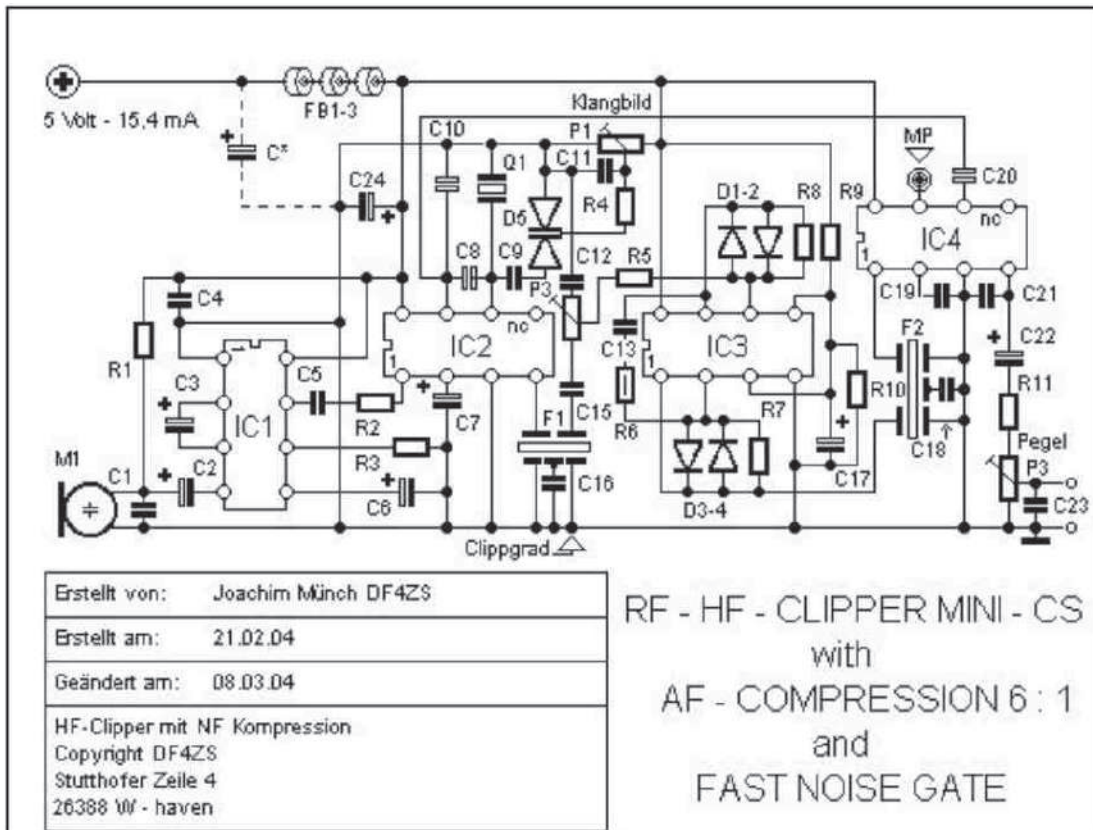 5 Volt - 15,4 mA
FB1-3
C*
C24
C10
Q1
Klangbild
P1
C11
D5
R4
C8
C9
C12
P3
R5
D1-2
R8
R9
MP
C20
nc
IC4
1
C19
C21
C4
R1
C3
C5
IC1
R2
R3
C2
C1
M1
C6
C7
nc
IC2
1
F1
C15
C16
Clippgrad
C13
R6
IC3
1
R7
D3-4
R10
C17
F2
C18
C22
R11
Pegel
P3
C23
Erstellt von: Joachim Münch DF4ZS
Erstellt am: 21.02.04
Geändert am: 08.03.04
HF-Clipper mit NF Kompression
Copyright DF4ZS
Stutthofer Zeile 4
26388 W - haven
RF - HF - CLIPPER MINI - CS
with
AF - COMPRESSION 6 : 1
and
FAST NOISE GATE